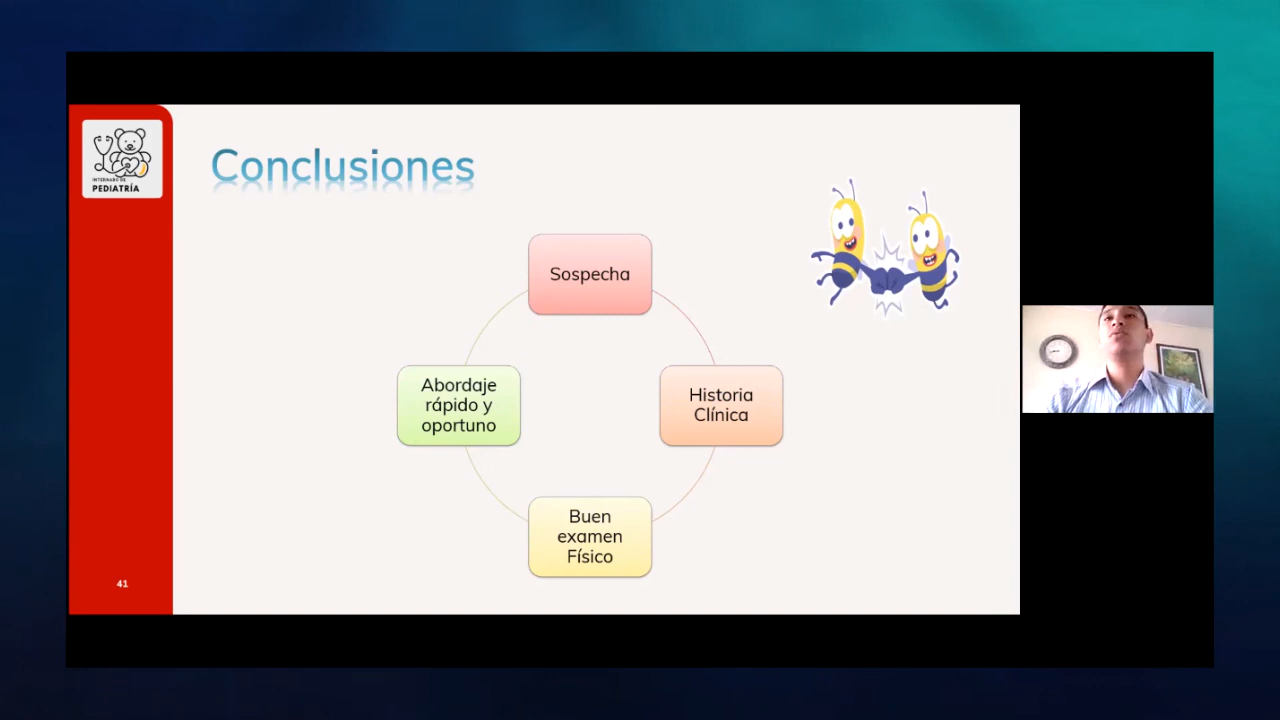 INTERNADO DE
PEDIATRÍA
Conclusiones
Sospecha
Historia
Clínica
Buen
examen
Físico
Abordaje
rápido y
oportuno
41